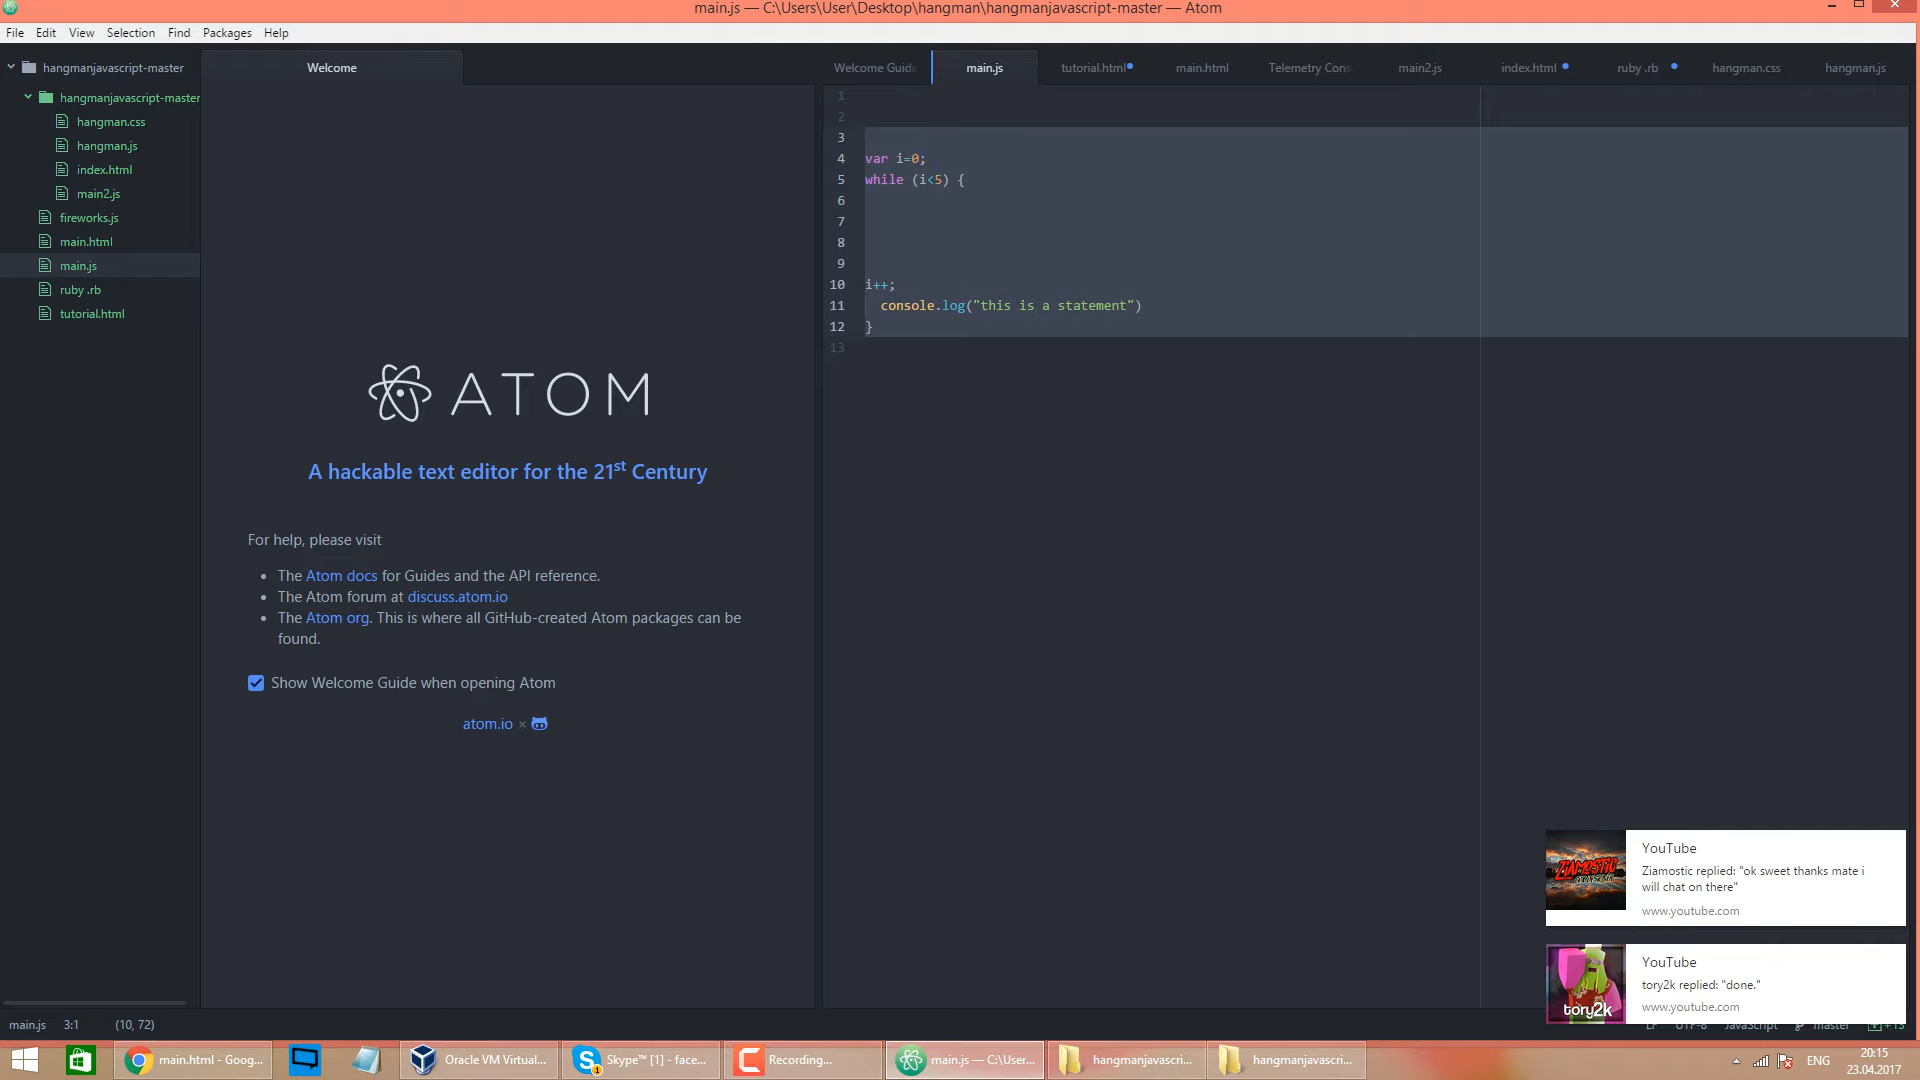 main.js — C:\Users\User\Desktop\hangman\hangmanjavascript-master — Atom
File Edit View Selection Find Packages Help
hangmanjavascript-master
hangmanjavascript-master
hangman.css
hangman.js
index.html
main2.js
fireworks.js
main.html
main.js
ruby .rb
tutorial.html
Welcome
ATOM
A hackable text editor for the 21st Century
For help, please visit
The Atom docs for Guides and the API reference.
The Atom forum at discuss.atom.io
The Atom org. This is where all GitHub-created Atom packages can be
found.
Show Welcome Guide when opening Atom
atom.io ×
Welcome Guide main.js tutorial.html main.html Telemetry Cons main2.js index.html ruby .rb hangman.css hangman.js
1
2
3
4 var i=0;
5 while (i<5) {
6
7
8
9
10 i++;
11 console.log("this is a statement")
12 }
13
YouTube
Ziamostic replied: "ok sweet thanks mate i
will chat on there"
www.youtube.com
YouTube
tory2k replied: "done."
www.youtube.com
ZIAMOSTIC
tory2k
main.js 3:1 (10, 72)
LF UTF-8 JavaScript master +13
main.html - Goog...
Oracle VM Virtual...
Skype™ [1] - face...
Recording...
main.js — C:\User...
hangmanjavascri...
hangmanjavascri...
ENG
20:15
23.04.2017